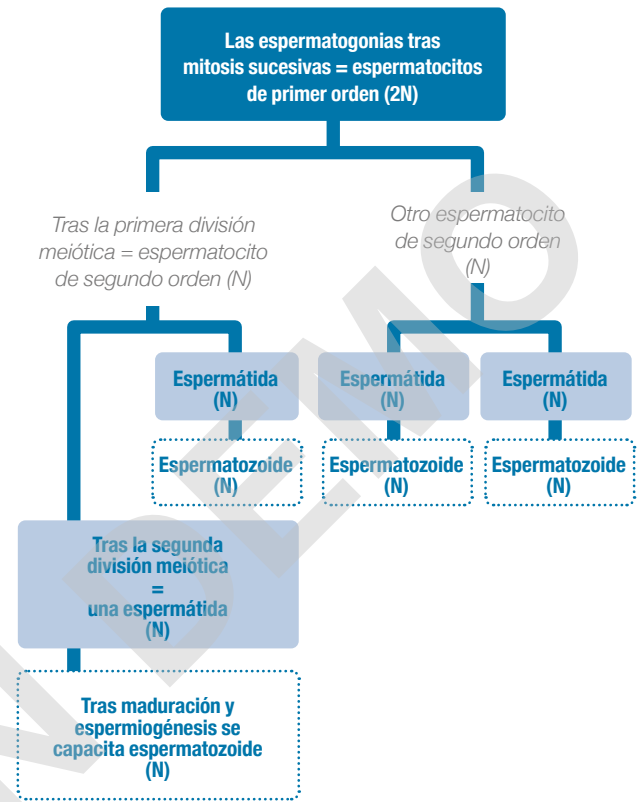 Las espermatogonias tras
mitosis sucesivas = espermatocitos
de primer orden (2N)
Tras la primera división
meiótica = espermatocito
de segundo orden (N)
Otro espermatocito
de segundo orden
(N)
Espermátida
(N)
Espermátida
(N)
Espermátida
(N)
Espermatozoide
(N)
Espermatozoide
(N)
Espermatozoide
(N)
Tras la segunda
división meiótica
=
una espermátida
(N)
Tras maduración y
espermiogénesis se
capacita espermatozoide
(N)
N DEMO